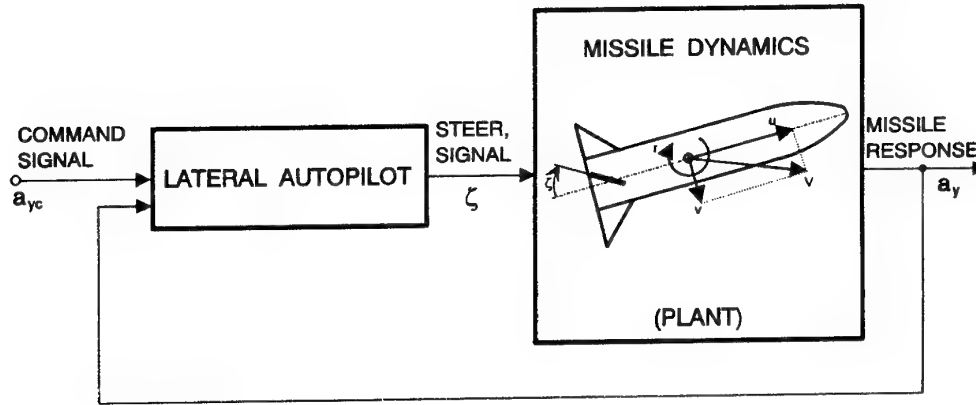 MISSILE DYNAMICS
COMMAND
SIGNAL
a_yc
LATERAL AUTOPILOT
STEER,
SIGNAL
ζ
ζ
r
u
v
V
MISSILE
RESPONSE
a_y
(PLANT)